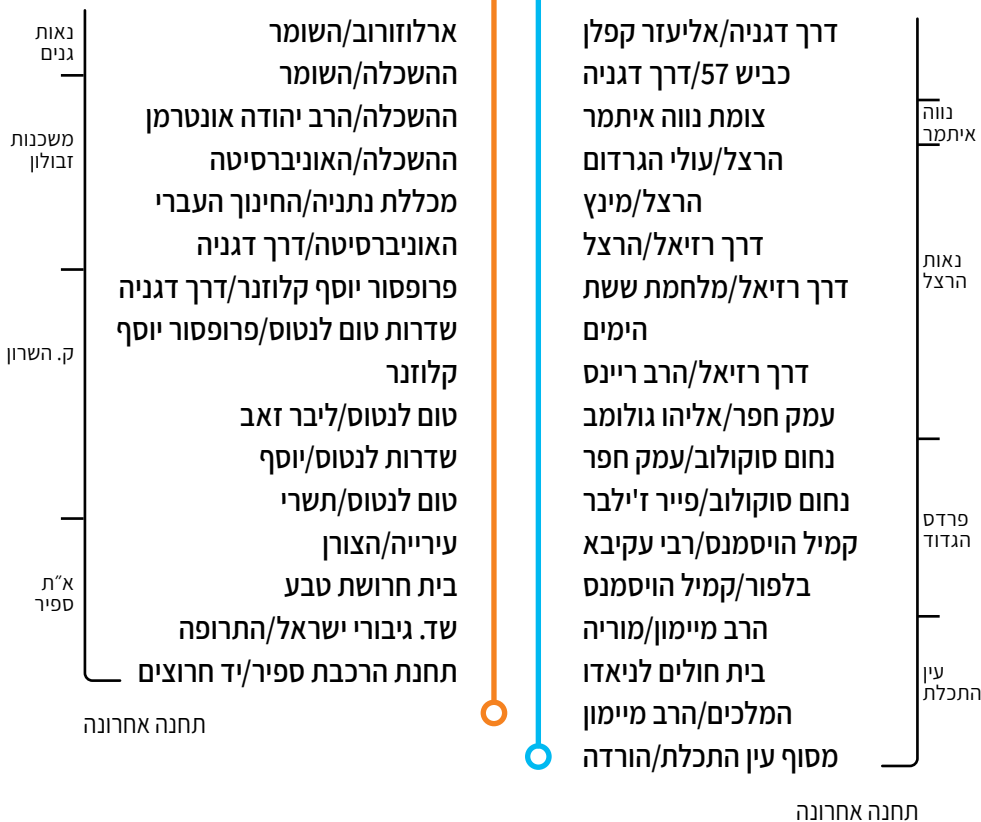 דרך דגניה/אליעזר קפלן
כביש 57/דרך דגניה
צומת נווה איתמר
הרצל/עולי הגרדום
הרצל/מינץ
דרך רזיאל/הרצל
דרך רזיאל/מלחמת ששת
הימים
דרך רזיאל/הרב ריינס
עמק חפר/אליהו גולומב
נחום סוקולוב/עמק חפר
נחום סוקולוב/פייר ז'ילבר
קמיל הויסמנס/רבי עקיבא
בלפור/קמיל הויסמנס
הרב מיימון/מוריה
בית חולים לניאדו
המלכים/הרב מיימון
מסוף עין התכלת/הורדה
נווה
איתמר
נאות
הרצל
פרדס
הגדוד
עין
התכלת
תחנה אחרונה
ארלוזורוב/השומר
ההשכלה/השומר
ההשכלה/הרב יהודה אונטרמן
ההשכלה/האוניברסיטה
מכללת נתניה/החינוך העברי
האוניברסיטה/דרך דגניה
פרופסור יוסף קלוזנר/דרך דגניה
שדרות טום לנטוס/פרופסור יוסף
קלוזנר
טום לנטוס/ליבר זאב
שדרות לנטוס/יוסף
טום לנטוס/תשרי
עירייה/הצורן
בית חרושת טבע
שד. גיבורי ישראל/התרופה
תחנת הרכבת ספיר/יד חרוצים
נאות
גנים
משכנות
זבולון
ק. השרון
א״ת
ספיר
תחנה אחרונה